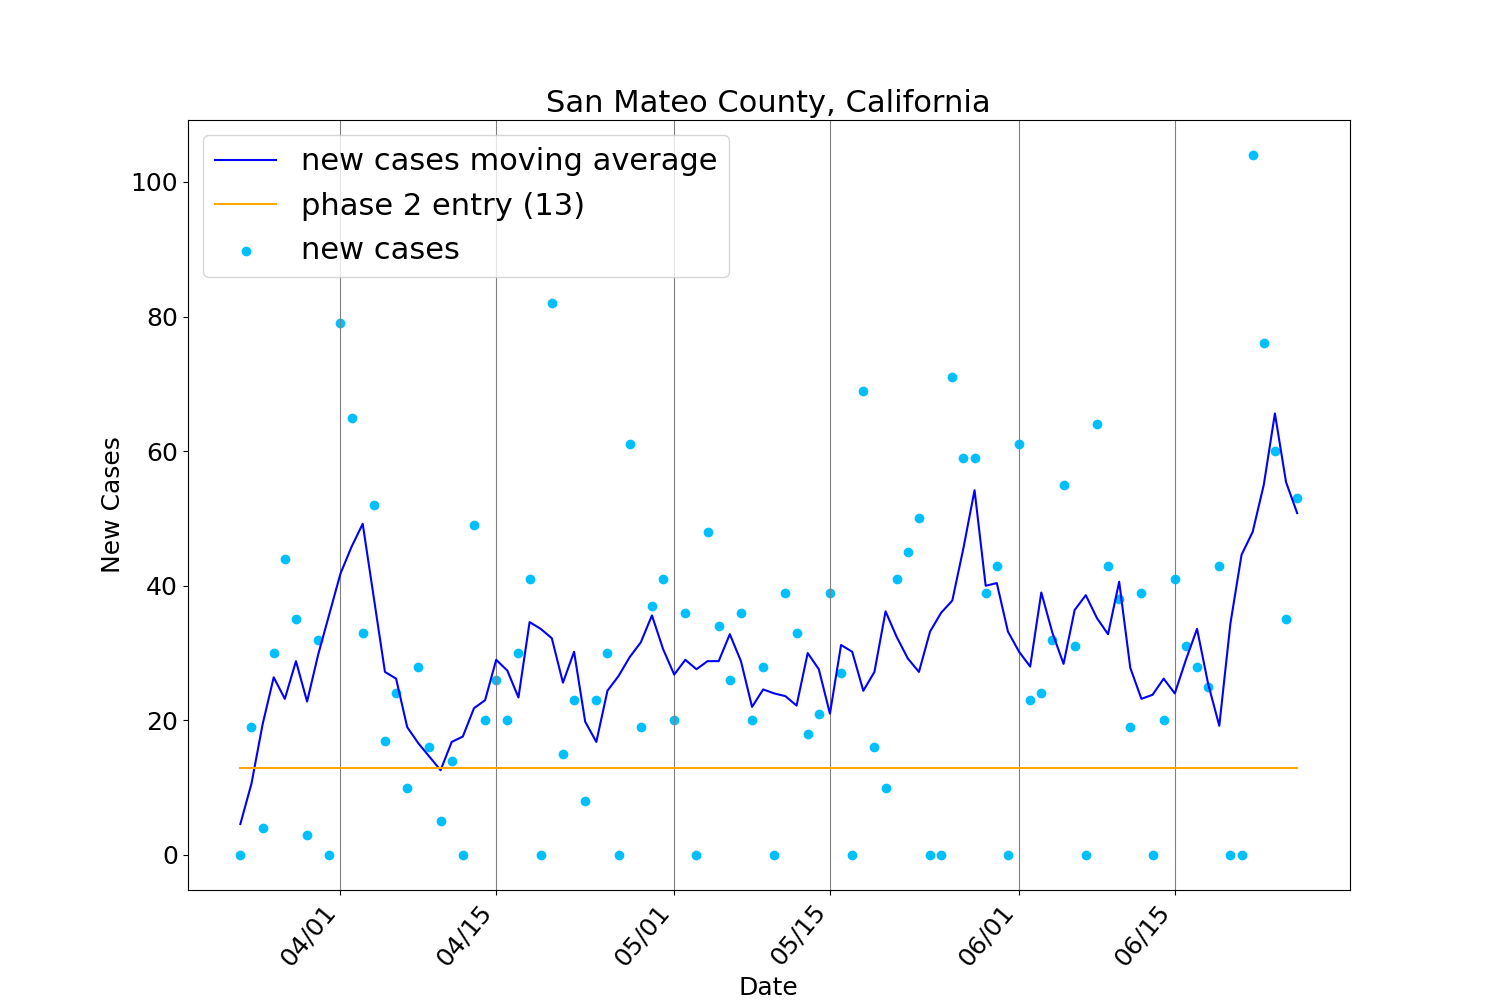 San Mateo County, California
new cases moving average
phase 2 entry (13)
new cases
100
80
60
40
20
0
New Cases
04/01
04/15
05/01
05/15
06/01
06/15
Date